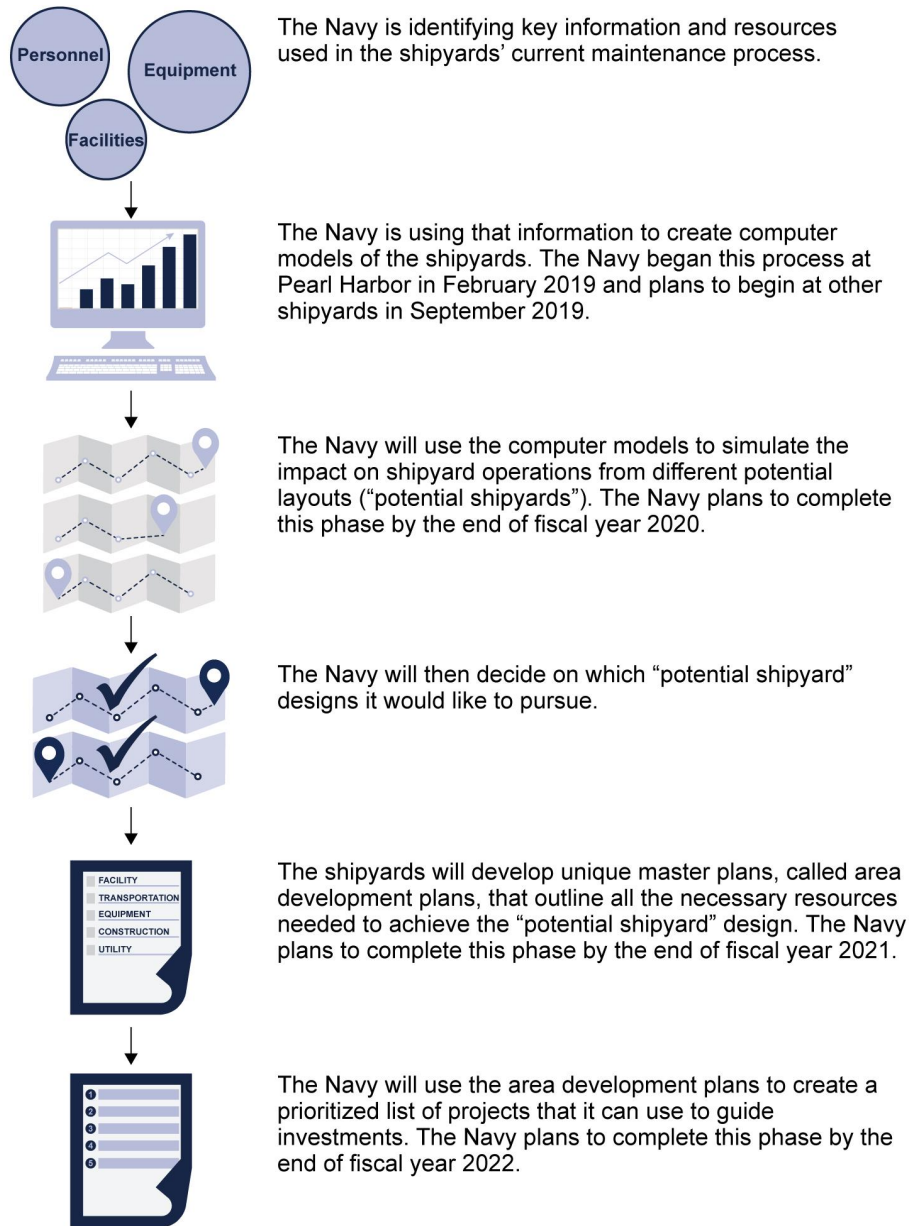 Personnel
Equipment
Facilities
The Navy is identifying key information and resources
used in the shipyards’ current maintenance process.
The Navy is using that information to create computer
models of the shipyards. The Navy began this process at
Pearl Harbor in February 2019 and plans to begin at other
shipyards in September 2019.
The Navy will use the computer models to simulate the
impact on shipyard operations from different potential
layouts (“potential shipyards”). The Navy plans to complete
this phase by the end of fiscal year 2020.
The Navy will then decide on which “potential shipyard”
designs it would like to pursue.
FACILITY
TRANSPORTATION
EQUIPMENT
CONSTRUCTION
UTILITY
The shipyards will develop unique master plans, called area
development plans, that outline all the necessary resources
needed to achieve the “potential shipyard” design. The Navy
plans to complete this phase by the end of fiscal year 2021.
1
2
3
4
5
The Navy will use the area development plans to create a
prioritized list of projects that it can use to guide
investments. The Navy plans to complete this phase by the
end of fiscal year 2022.